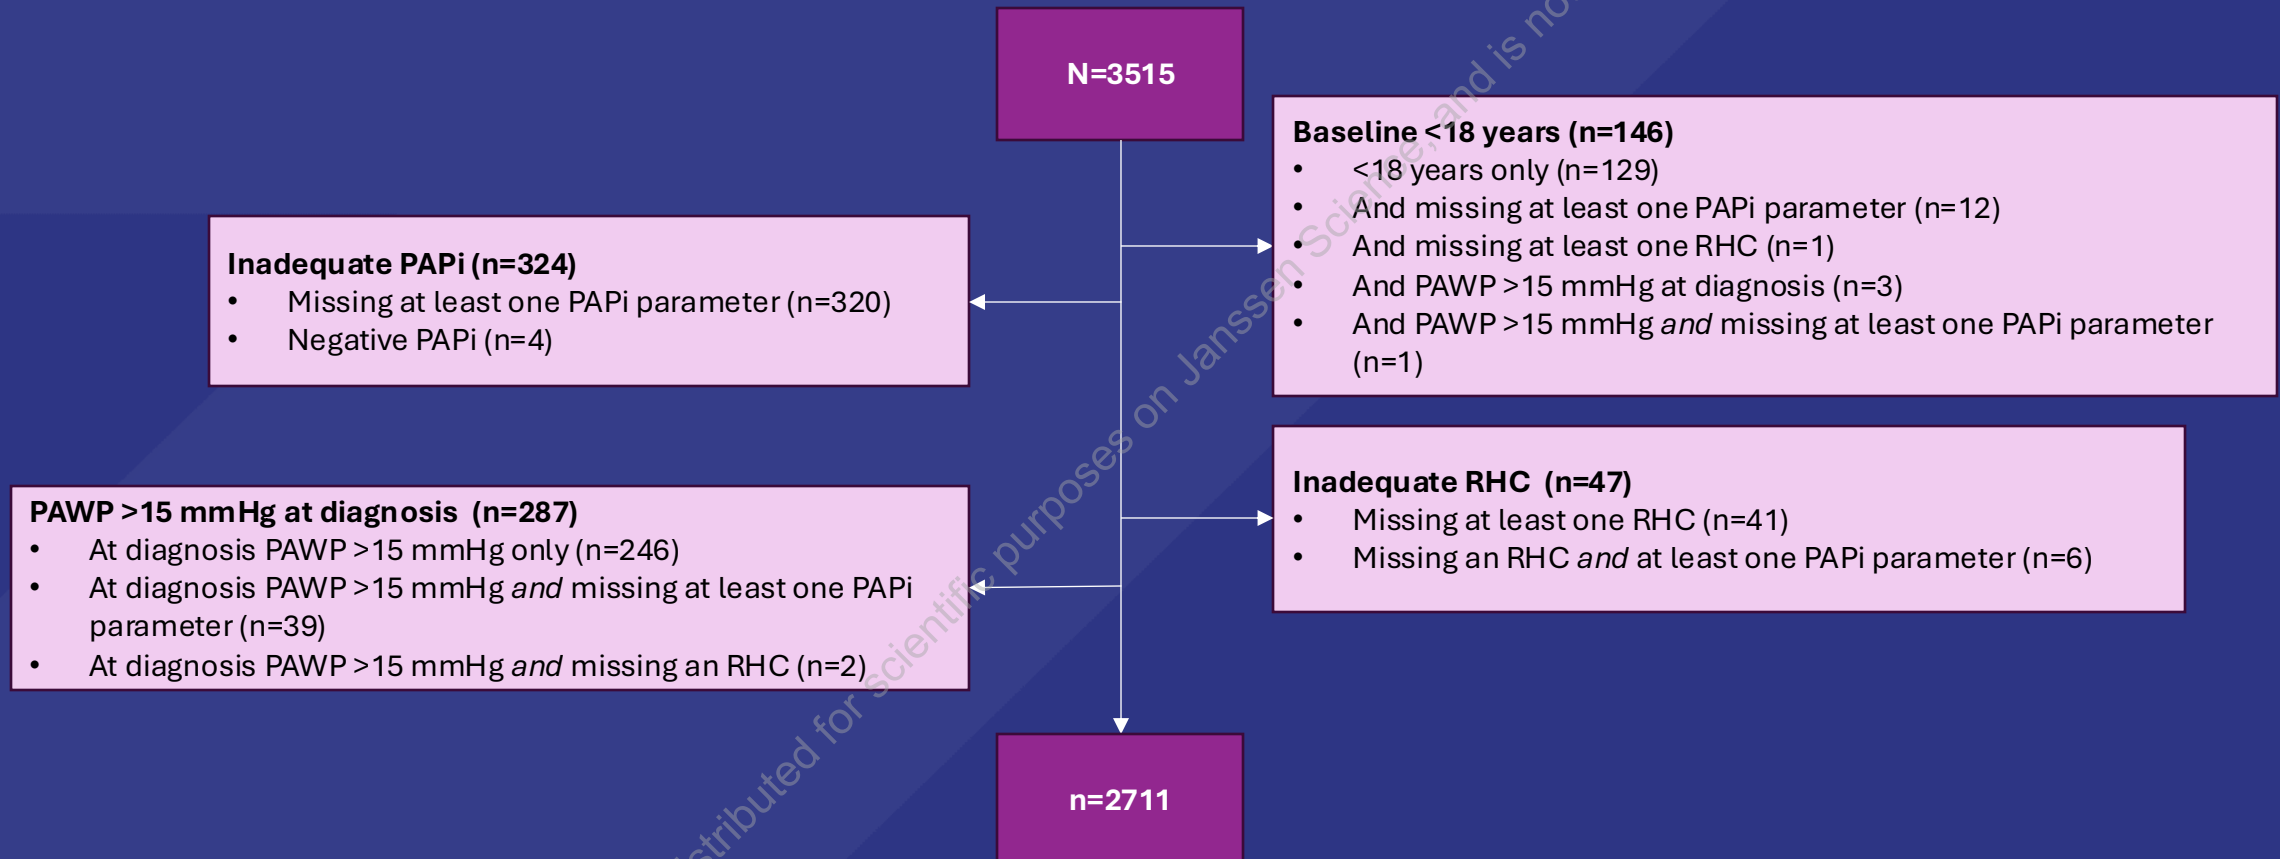 N=3515
Baseline <18 years (n=146)
• <18 years only (n=129)
• And missing at least one PAPi parameter (n=12)
• And missing at least one RHC (n=1)
• And PAWP >15 mmHg at diagnosis (n=3)
• And PAWP >15 mmHg and missing at least one PAPi parameter
(n=1)
Inadequate PAPi (n=324)
• Missing at least one PAPi parameter (n=320)
• Negative PAPi (n=4)
Inadequate RHC (n=47)
• Missing at least one RHC (n=41)
• Missing an RHC and at least one PAPi parameter (n=6)
PAWP >15 mmHg at diagnosis (n=287)
• At diagnosis PAWP >15 mmHg only (n=246)
• At diagnosis PAWP >15 mmHg and missing at least one PAPi
parameter (n=39)
• At diagnosis PAWP >15 mmHg and missing an RHC (n=2)
n=2711
for scientific purposes on Janssen Science, and is